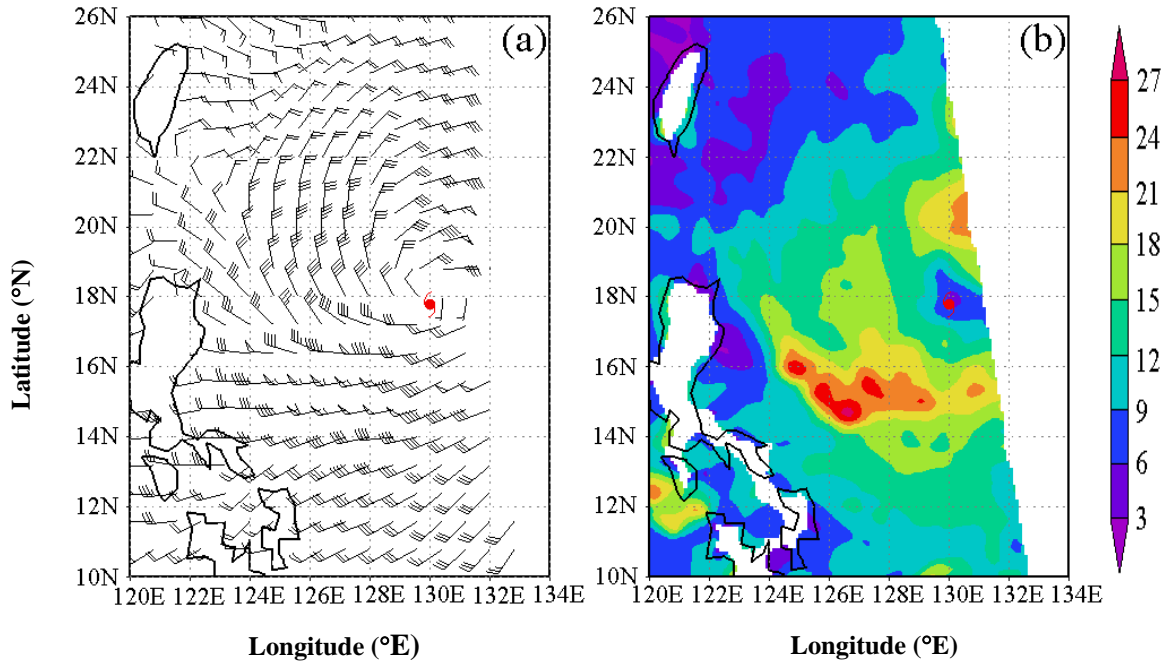 (a)
(b)
26N
24N
22N
20N
18N
16N
14N
12N
10N
120E 122E 124E 126E 128E 130E 132E 134E
26N
24N
22N
20N
18N
16N
14N
12N
10N
120E 122E 124E 126E 128E 130E 132E 134E
27
24
21
18
15
12
9
6
3
Latitude (°N)
Longitude (°E)
Longitude (°E)